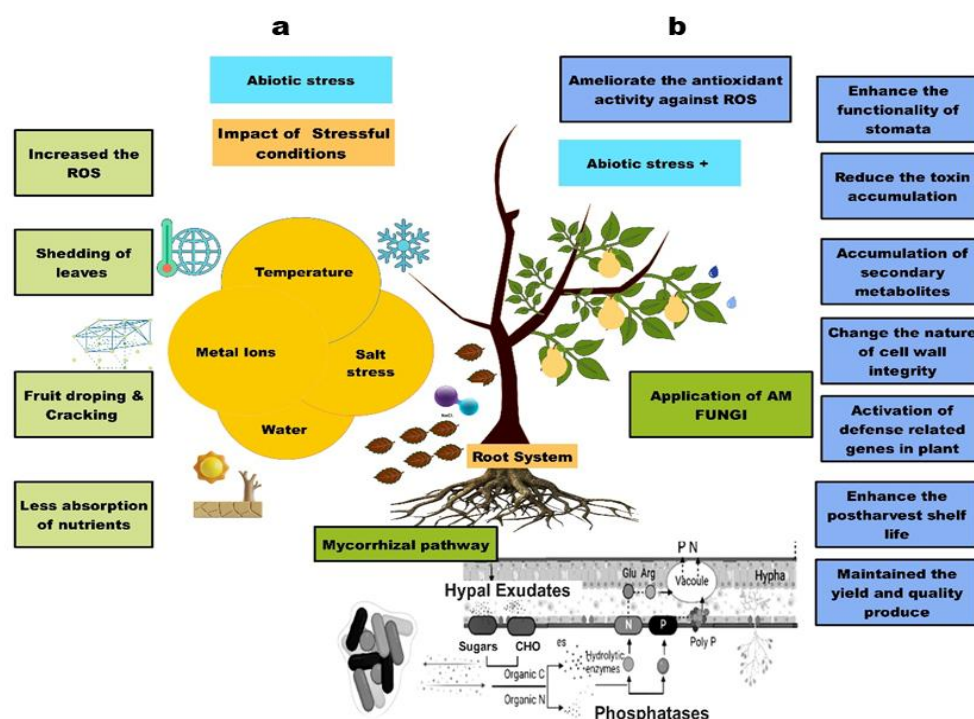 a
b
Abiotic stress
Impact of Stressful
conditions
Increased the
ROS
Shedding of
leaves
Fruit droping &
Cracking
Less absorption
of nutrients
Temperature
Metal Ions
Salt
stress
Water
NaCl
Ameliorate the antioxidant
activity against ROS
Abiotic stress +
Application of AM
FUNGI
Enhance the
functionality of
stomata
Reduce the toxin
accumulation
Accumulation of
secondary
metabolites
Change the nature
of cell wall
integrity
Activation of
defense related
genes in plant
Enhance the
postharvest shelf
life
Maintained the
yield and quality
produce
Root System
Mycorrhizal pathway
P N
Glu Arg
Vacoule
Hypha
Hypal Exudates
N
P
Poly P
Sugars
CHO
es
Hydrolytic
enzymes
Organic C
Organic N
Phosphatases